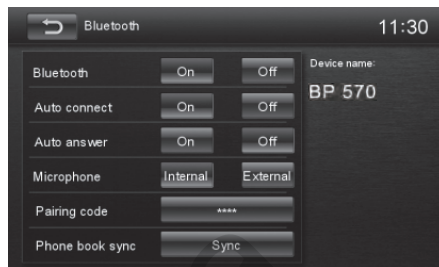 Bluetooth 11:30
Bluetooth On Off
Auto connect On Off
Auto answer On Off
Microphone Internal External
Pairing code ****
Phone book sync Sync
Device name:
BP 570